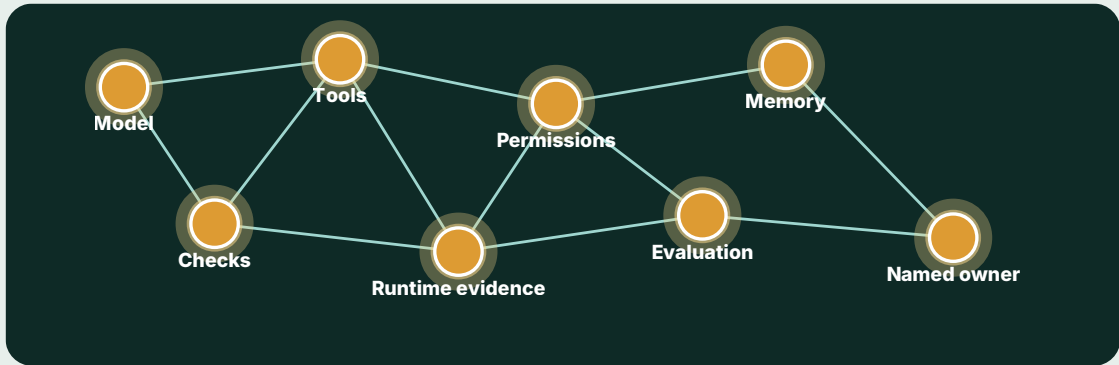 Model
Tools
Permissions
Memory
Checks
Runtime evidence
Evaluation
Named owner